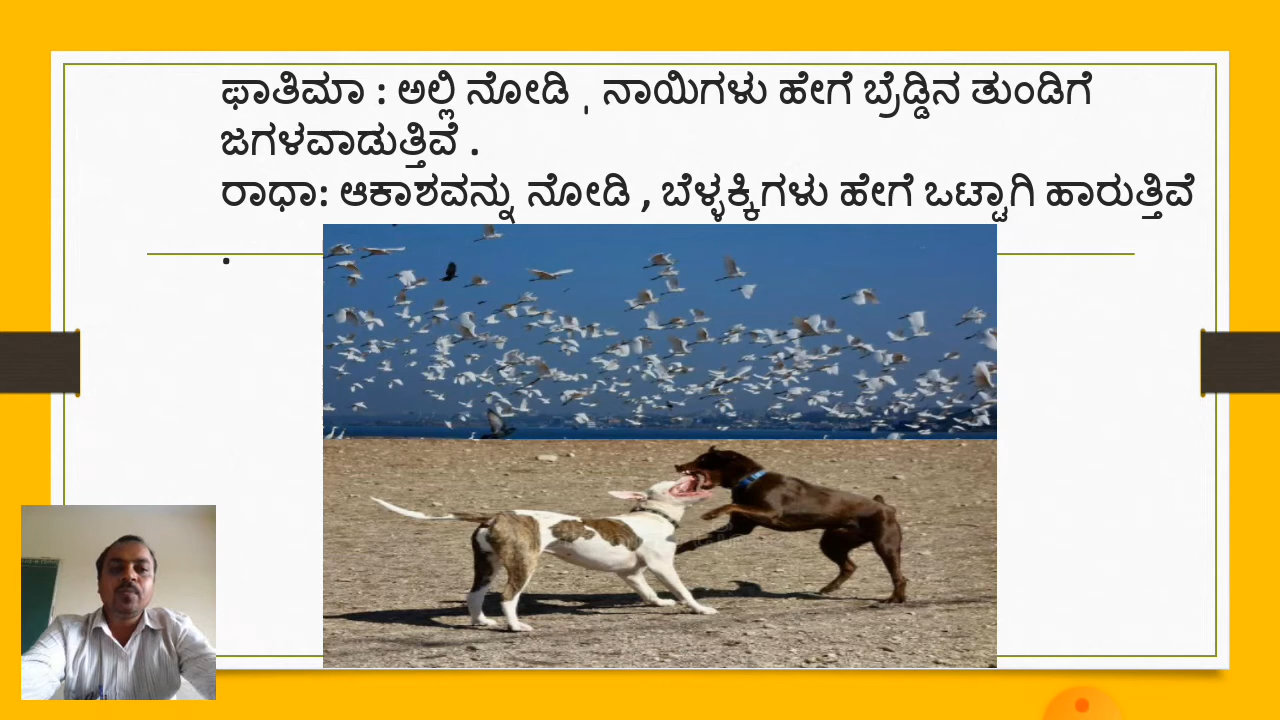 ಫಾತಿಮಾ : ಅಲ್ಲಿ ನೋಡಿ , ನಾಯಿಗಳು ಹೇಗೆ ಬ್ರೆಡ್ಡಿನ ತುಂಡಿಗೆ
ಜಗಳವಾಡುತ್ತಿವೆ .
ರಾಧಾ: ಆಕಾಶವನ್ನು ನೋಡಿ , ಬೆಳ್ಳಕ್ಕಿಗಳು ಹೇಗೆ ಒಟ್ಟಾಗಿ ಹಾರುತ್ತಿವೆ
.